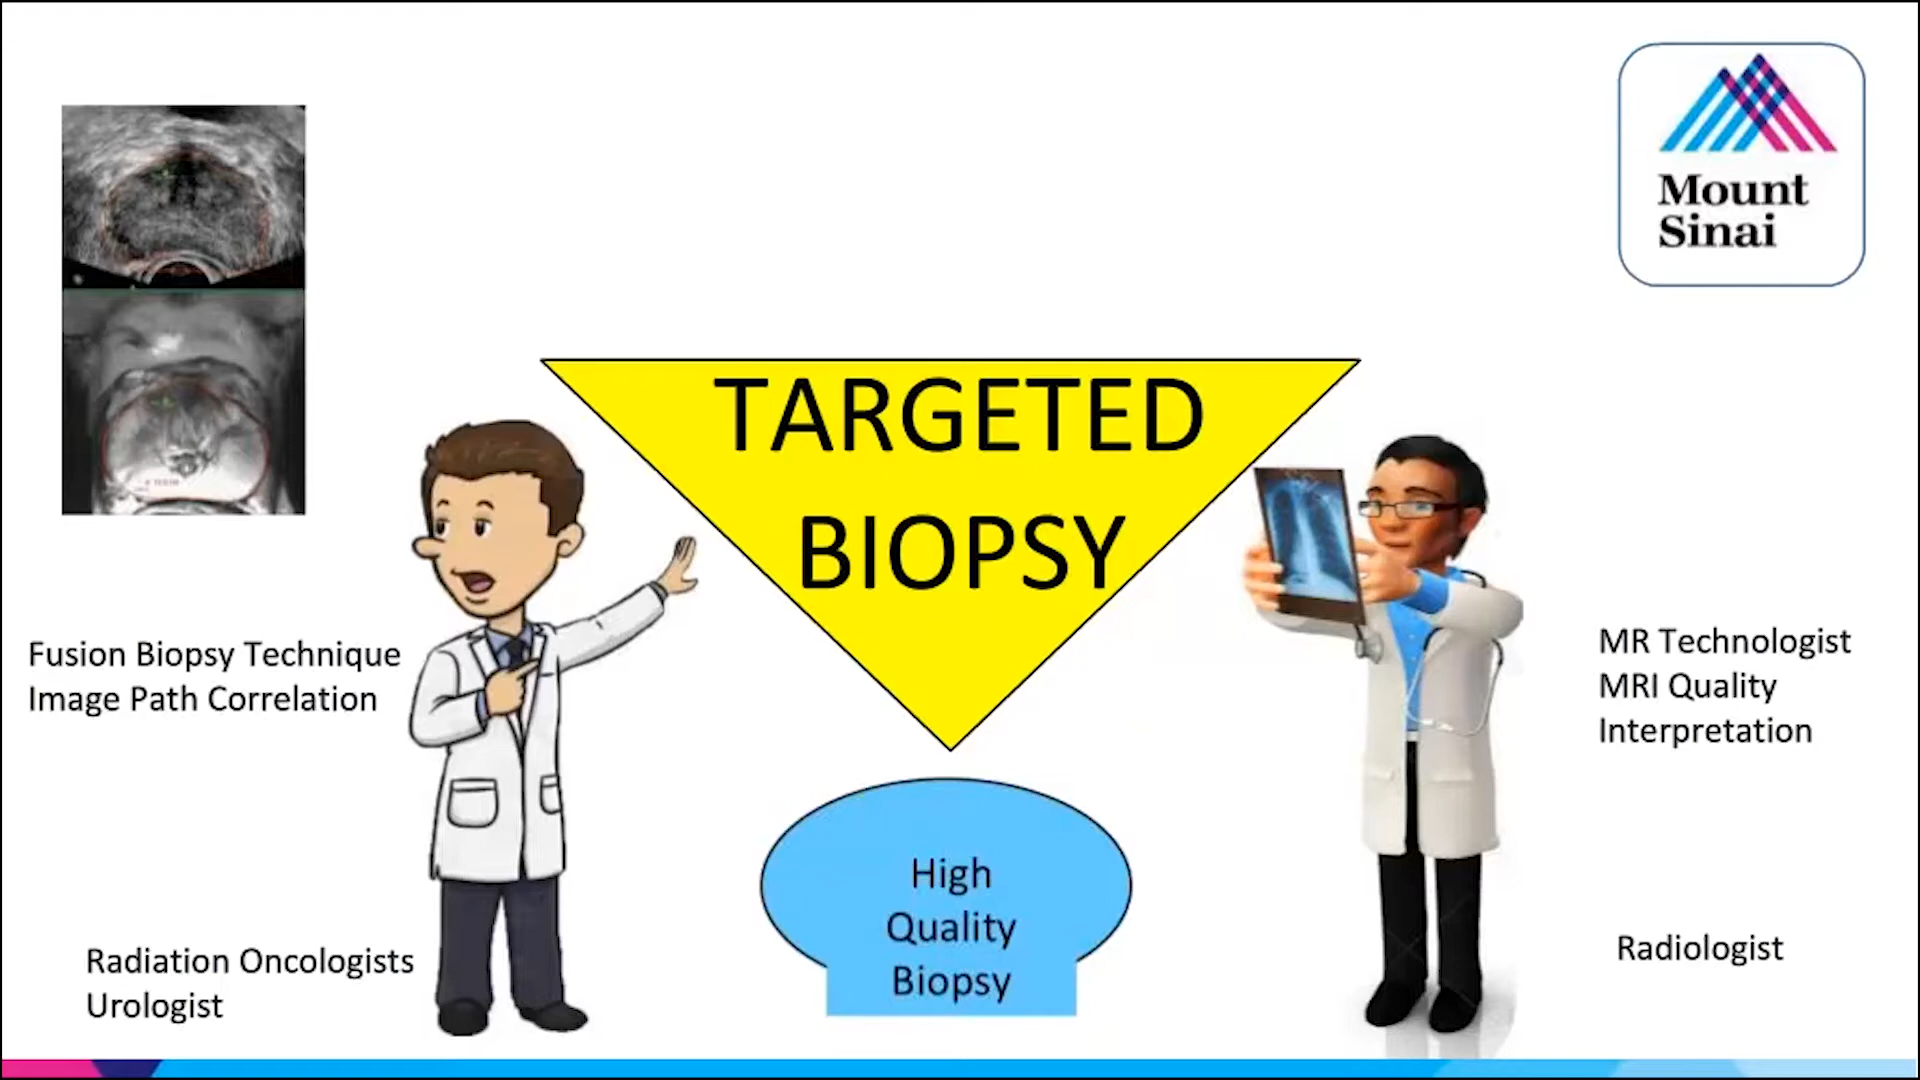 Mount
Sinai
TARGETED
BIOPSY
Fusion Biopsy Technique
Image Path Correlation
MR Technologist
MRI Quality
Interpretation
High
Quality
Biopsy
Radiation Oncologists
Urologist
Radiologist